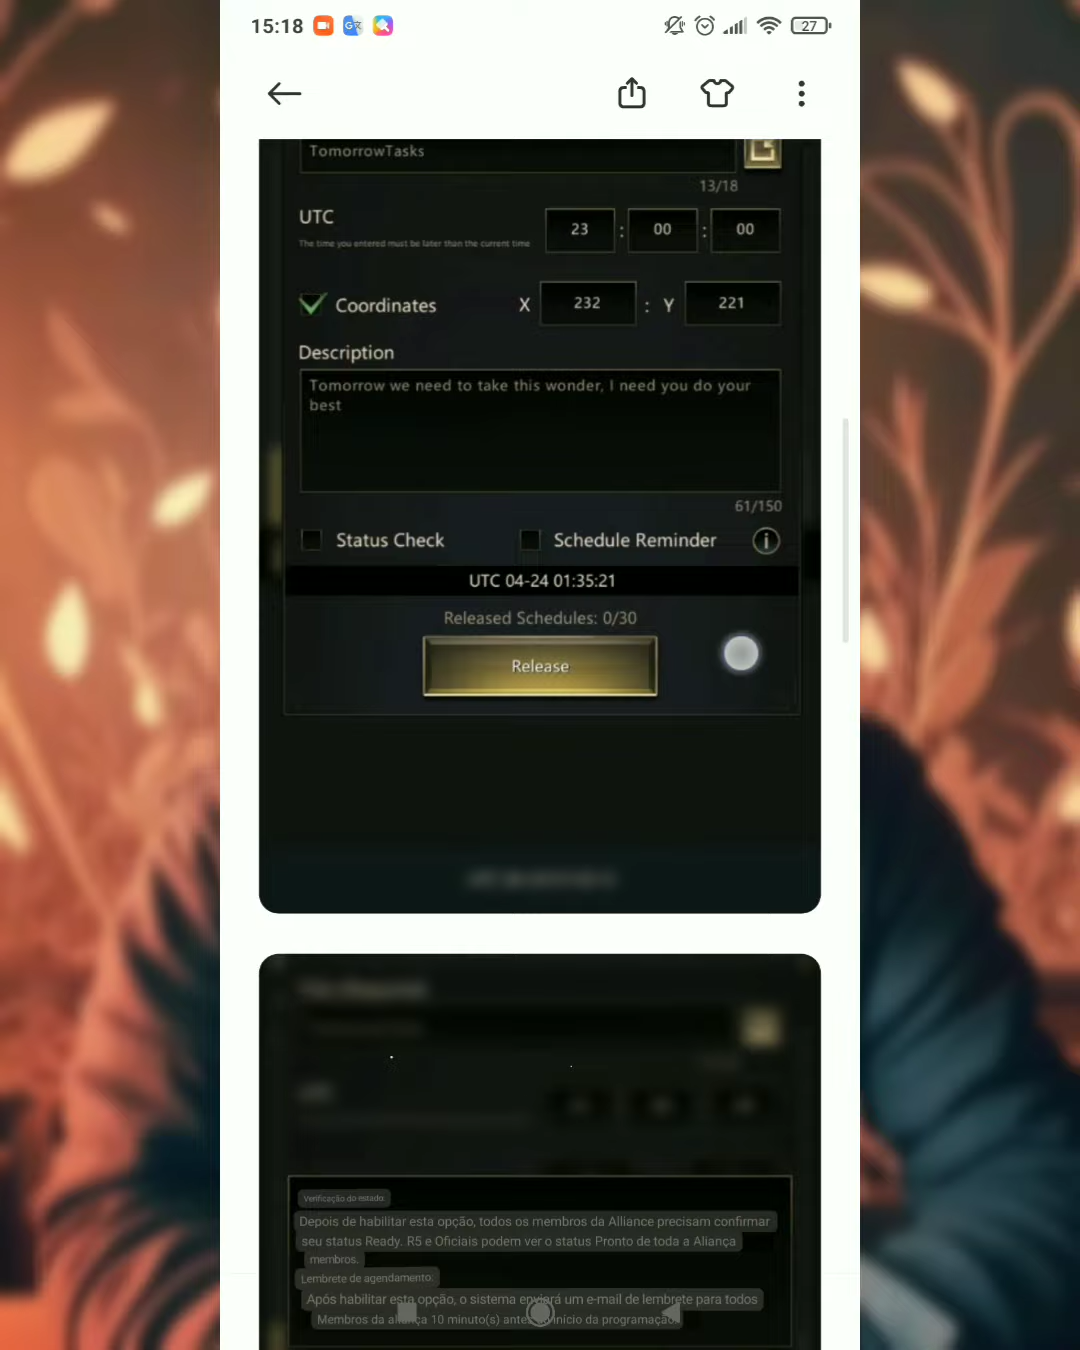 15:18
27
TomorrowTasks
13/18
UTC
23 : 00 : 00
The time you entered must be later than the current time
Coordinates X 232 : Y 221
Description
Tomorrow we need to take this wonder, I need you do your
best
61/150
Status Check Schedule Reminder
UTC 04-24 01:35:21
Released Schedules: 0/30
Release
Verificação do estado:
Depois de habilitar esta opção, todos os membros da Alliance precisam confirmar
seu status Ready. R5 e Oficiais podem ver o status Pronto de toda a Aliança
membros.
Lembrete de agendamento:
Após habilitar esta opção, o sistema enviará um e-mail de lembrete para todos
Membros da aliança 10 minuto(s) antes do início da programação.